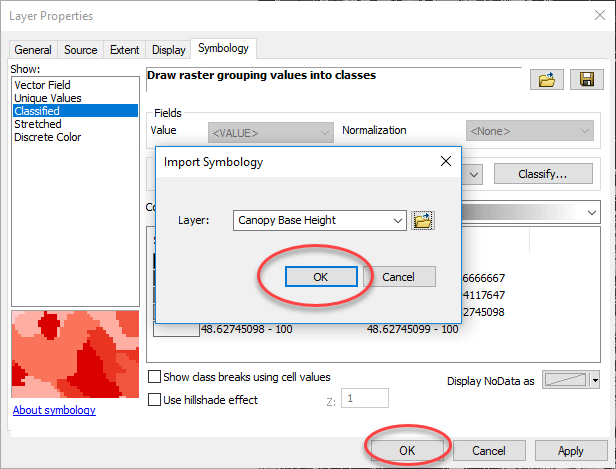 Layer Properties
General Source Extent Display Symbology
Show:
Vector Field
Unique Values
Classified
Stretched
Discrete Color
About symbology
Draw raster grouping values into classes
Fields
Value <VALUE> Normalization <None>
Classify...
Import Symbology
Layer: Canopy Base Height
OK Cancel
6666667
4117647
2745098
48.62745098 - 100 48.62745099 - 100
Show class breaks using cell values
Use hillshade effect Z: 1
Display NoData as
OK Cancel Apply